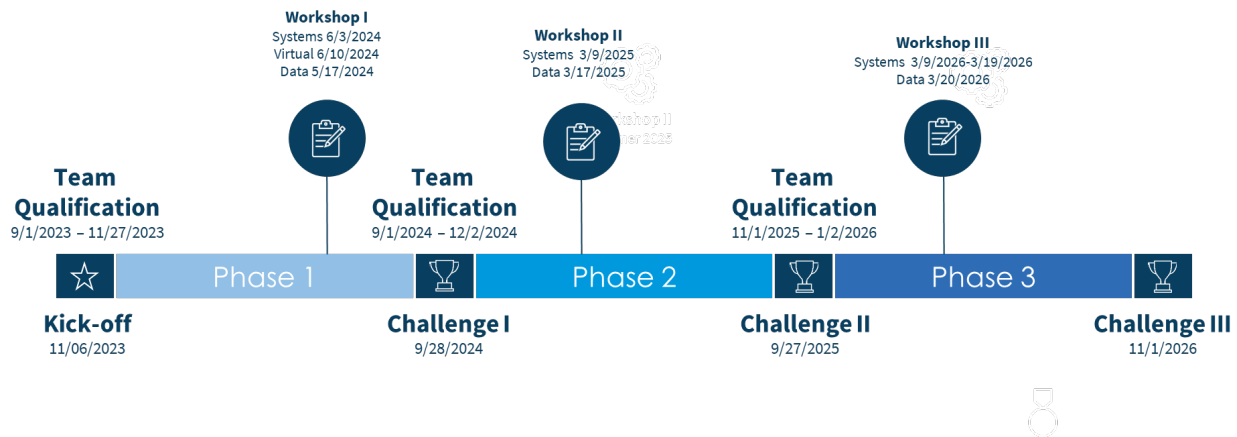 Workshop I
Systems 6/3/2024
Virtual 6/10/2024
Data 5/17/2024
Workshop II
Systems 3/9/2025
Data 3/17/2025
Workshop III
Systems 3/9/2026-3/19/2026
Data 3/20/2026
Team
Qualification
9/1/2023 – 11/27/2023
Team
Qualification
9/1/2024 – 12/2/2024
Team
Qualification
11/1/2025 – 1/2/2026
Phase 1
Phase 2
Phase 3
Kick-off
11/06/2023
Challenge I
9/28/2024
Challenge II
9/27/2025
Challenge III
11/1/2026